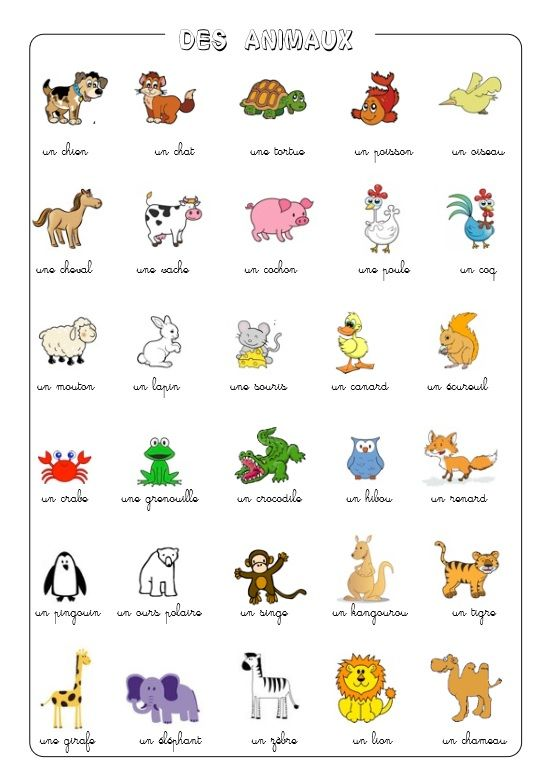 DES ANIMAUX
un chien un chat une tortue un poisson un oiseau
une cheval une vache un cochon une poule un coq
un mouton un lapin une souris un canard un écureuil
un crabe une grenouille un crocodile un hibou un renard
un pingouin un ours polaire un singe un kangourou un tigre
une girafe un éléphant un zèbre un lion un chameau